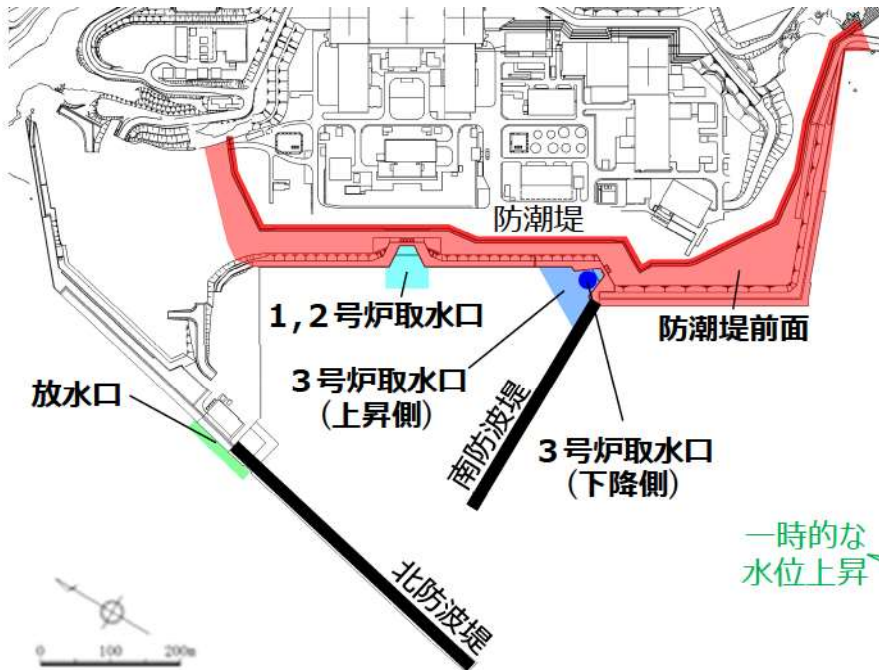 防潮堤
1,2号炉取水口
防潮堤前面
3号炉取水口
(上昇側)
放水口
南防波堤
3号炉取水口
(下降側)
一時的な
水位上昇
北防波堤
0 100 200m